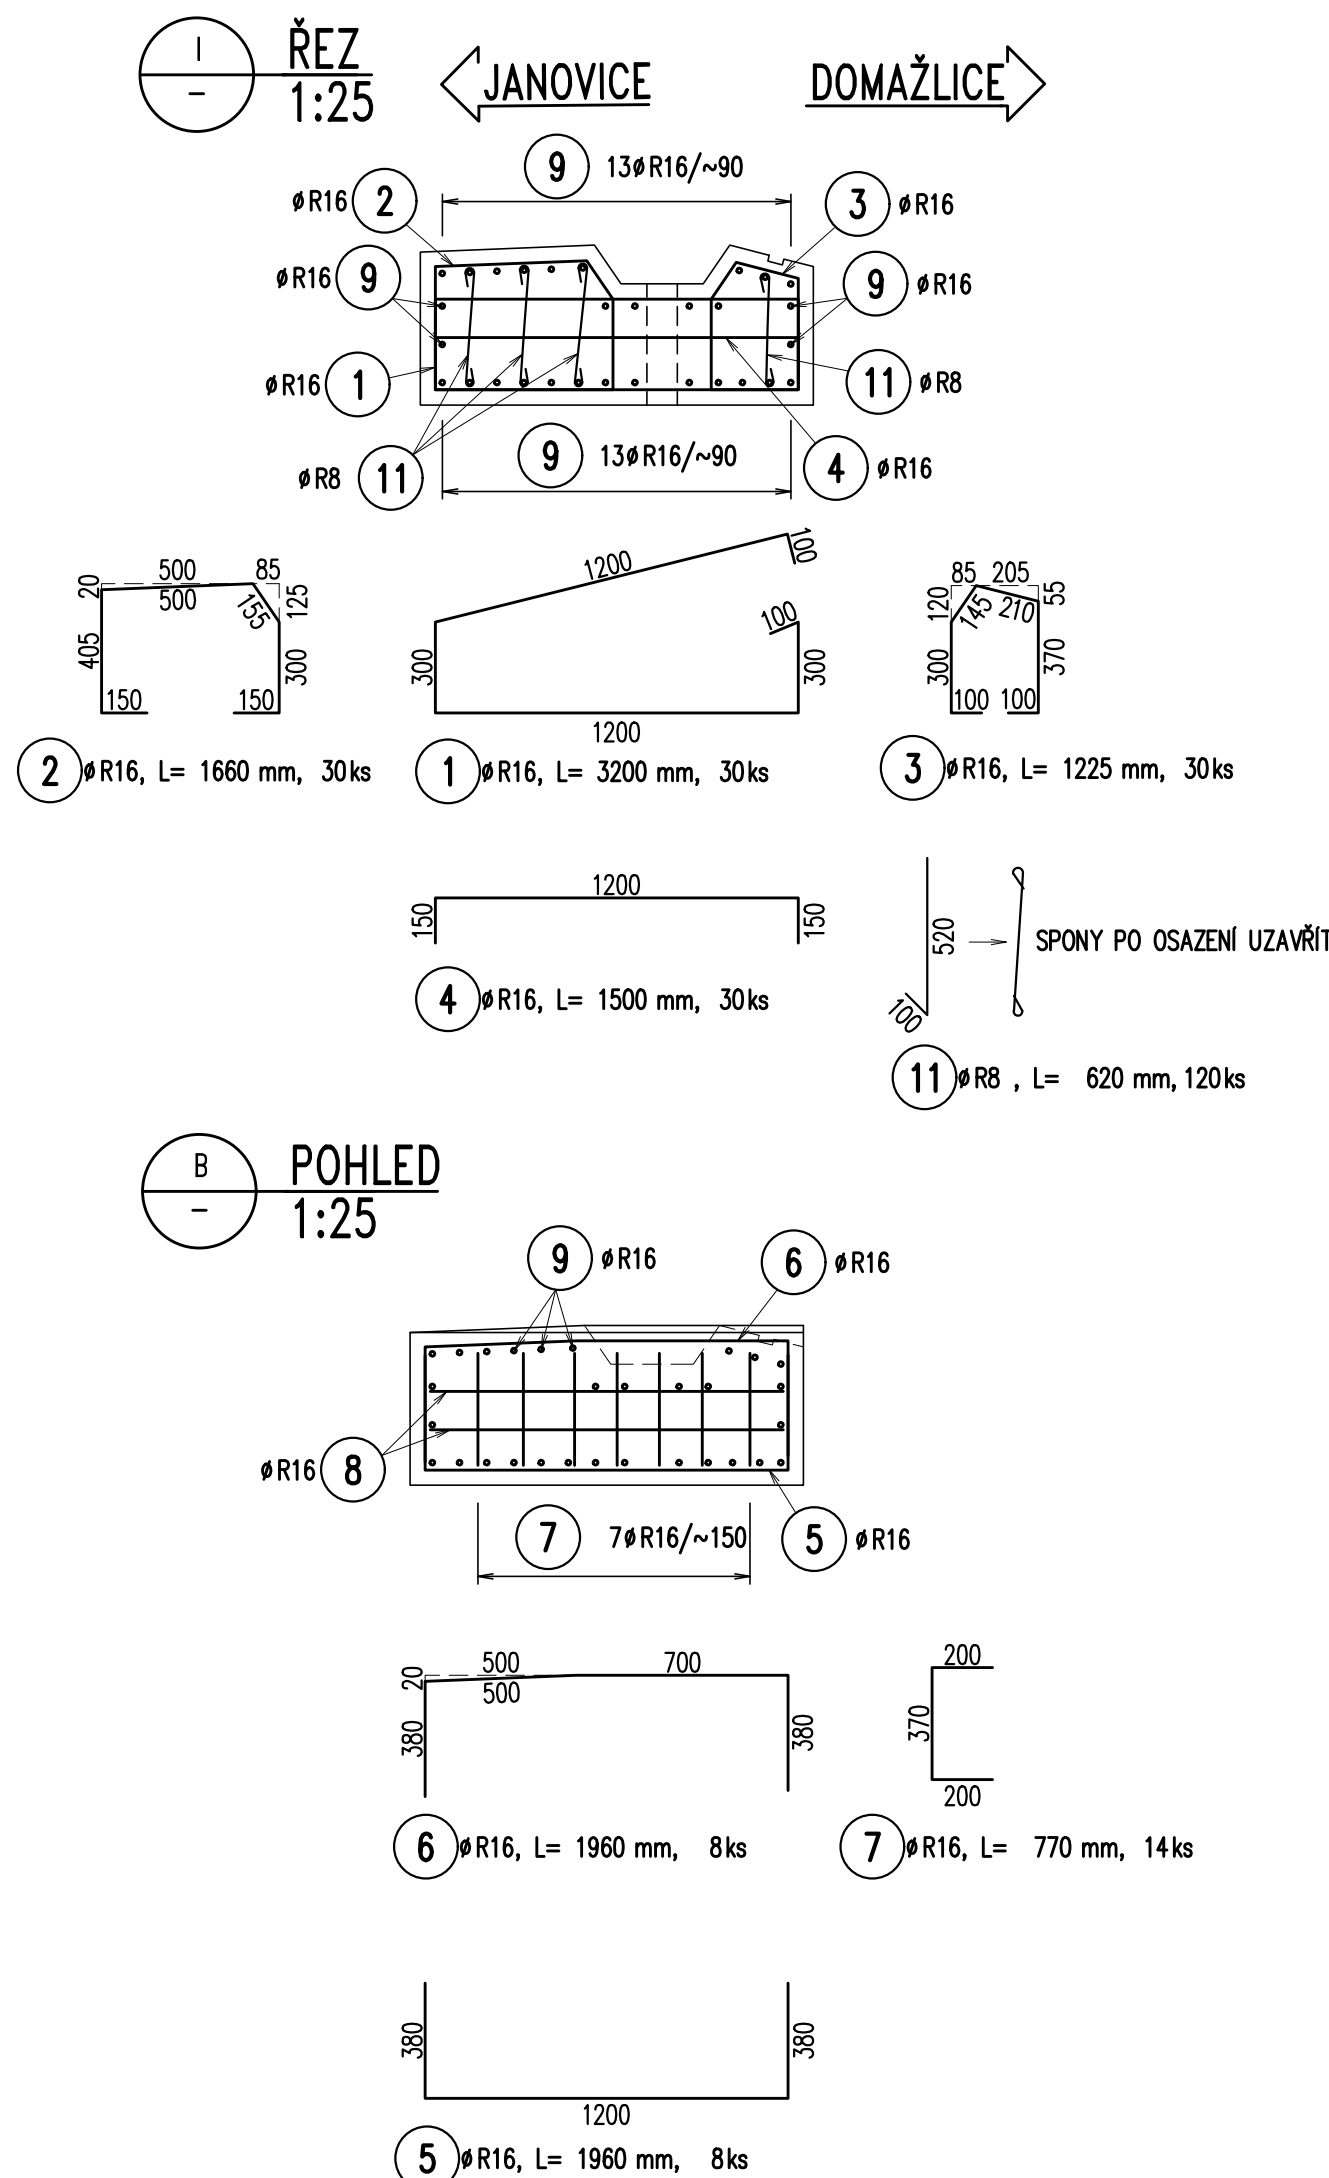 I ŘEZ
– 1:25
JANOVICE DOMAŽLICE
9 13øR16/~90
øR16 2 3 øR16
øR16 9 9 øR16
øR16 1 11 øR8
9 13øR16/~90
øR8 11 4 øR16
20 500 85
500 155 125
405 300
150 150
2 øR16, L= 1660 mm, 30ks
1200 100
100
300 300
1200
1 øR16, L= 3200 mm, 30ks
85 205
120 145 210 55
300 370
100 100
3 øR16, L= 1225 mm, 30ks
1200
150 150
4 øR16, L= 1500 mm, 30ks
520 SPONY PO OSAZENÍ UZAVŘÍT
100
11 øR8 , L= 620 mm, 120ks
B POHLED
– 1:25
9 øR16 6 øR16
øR16 8
7 7øR16/~150 5 øR16
20 500 700
500
380 380
6 øR16, L= 1960 mm, 8ks
200
370
200
7 øR16, L= 770 mm, 14ks
380 380
1200
5 øR16, L= 1960 mm, 8ks